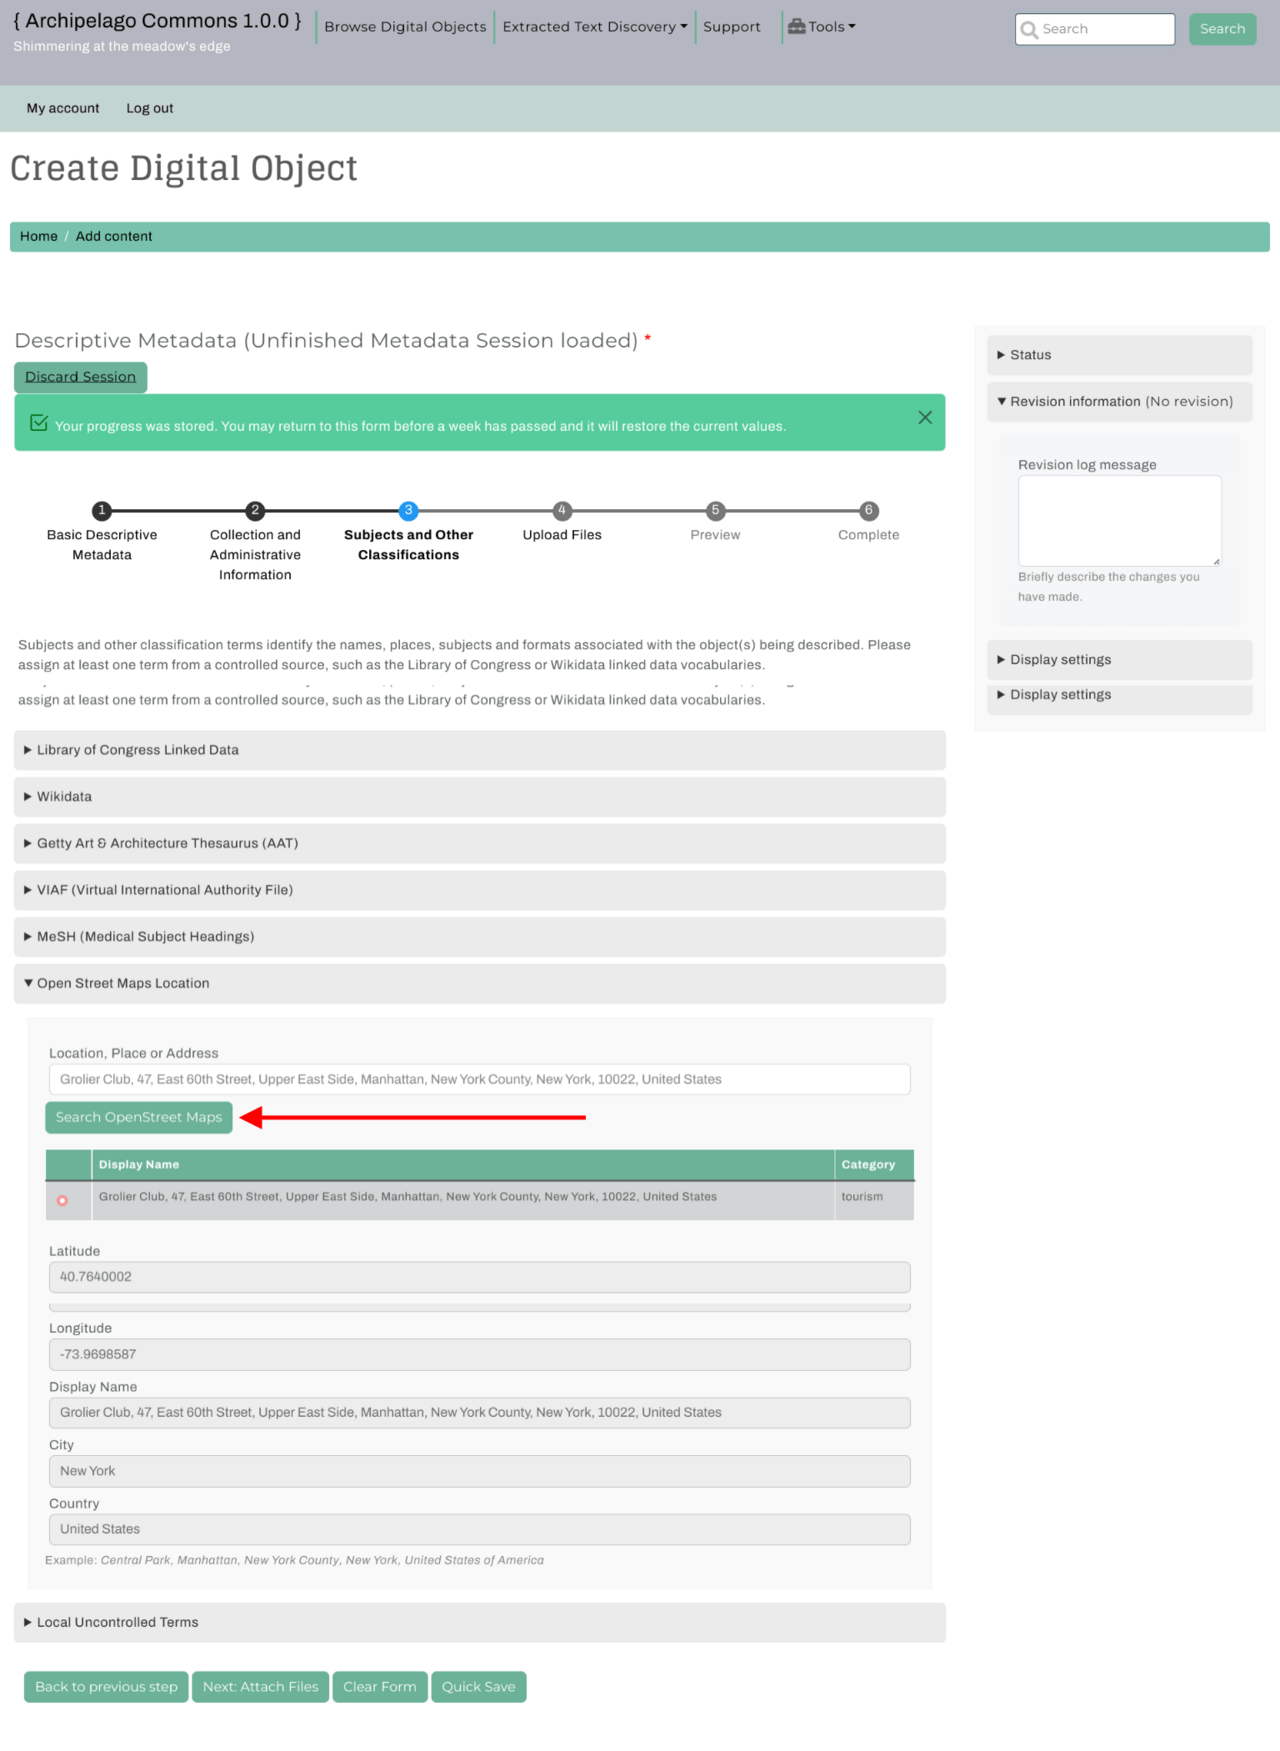 { Archipelago Commons 1.0.0 }
Shimmering at the meadow's edge
Browse Digital Objects
Extracted Text Discovery
Support
Tools
Search
Search
My account
Log out
Create Digital Object
Home / Add content
Descriptive Metadata (Unfinished Metadata Session loaded) *
Discard Session
Your progress was stored. You may return to this form before a week has passed and it will restore the current values.
1
Basic Descriptive
Metadata
2
Collection and
Administrative
Information
3
Subjects and Other
Classifications
4
Upload Files
5
Preview
6
Complete
Subjects and other classification terms identify the names, places, subjects and formats associated with the object(s) being described. Please
assign at least one term from a controlled source, such as the Library of Congress or Wikidata linked data vocabularies.
assign at least one term from a controlled source, such as the Library of Congress or Wikidata linked data vocabularies.
Library of Congress Linked Data
Wikidata
Getty Art & Architecture Thesaurus (AAT)
VIAF (Virtual International Authority File)
MeSH (Medical Subject Headings)
Open Street Maps Location
Location, Place or Address
Grolier Club, 47, East 60th Street, Upper East Side, Manhattan, New York County, New York, 10022, United States
Search OpenStreet Maps
Display Name
Category
Grolier Club, 47, East 60th Street, Upper East Side, Manhattan, New York County, New York, 10022, United States
tourism
Latitude
40.7640002
Longitude
-73.9698587
Display Name
Grolier Club, 47, East 60th Street, Upper East Side, Manhattan, New York County, New York, 10022, United States
City
New York
Country
United States
Example: Central Park, Manhattan, New York County, New York, United States of America
Local Uncontrolled Terms
Back to previous step
Next: Attach Files
Clear Form
Quick Save
Status
Revision information (No revision)
Revision log message
Briefly describe the changes you
have made.
Display settings
Display settings